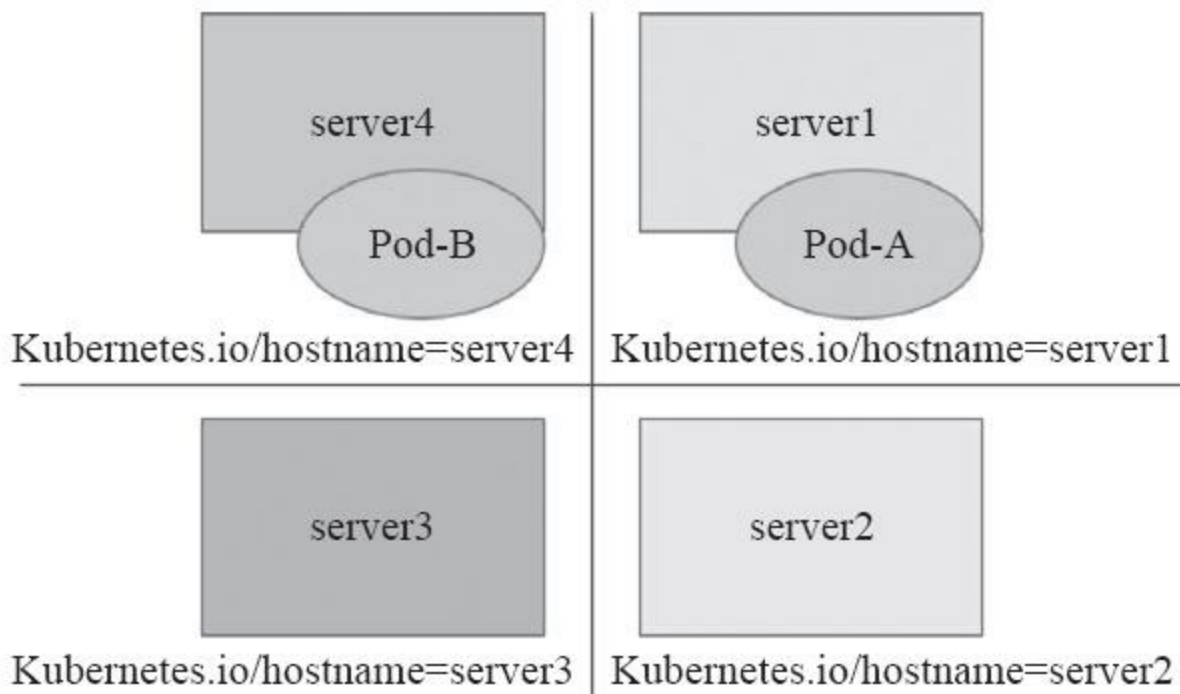 server4
server1
Pod-B
Pod-A
Kubernetes.io/hostname=server4
Kubernetes.io/hostname=server1
server3
server2
Kubernetes.io/hostname=server3
Kubernetes.io/hostname=server2